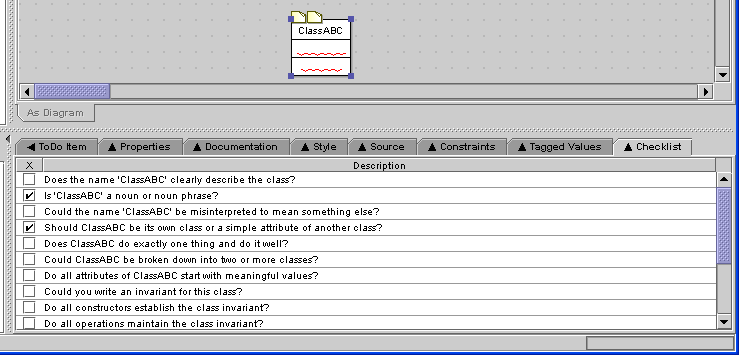 ClassABC
As Diagram
ToDo Item Properties Documentation Style Source Constraints Tagged Values Checklist
X Description
Does the name 'ClassABC' clearly describe the class?
Is 'ClassABC' a noun or noun phrase?
Could the name 'ClassABC' be misinterpreted to mean something else?
Should ClassABC be its own class or a simple attribute of another class?
Does ClassABC do exactly one thing and do it well?
Could ClassABC be broken down into two or more classes?
Do all attributes of ClassABC start with meaningful values?
Could you write an invariant for this class?
Do all constructors establish the class invariant?
Do all operations maintain the class invariant?